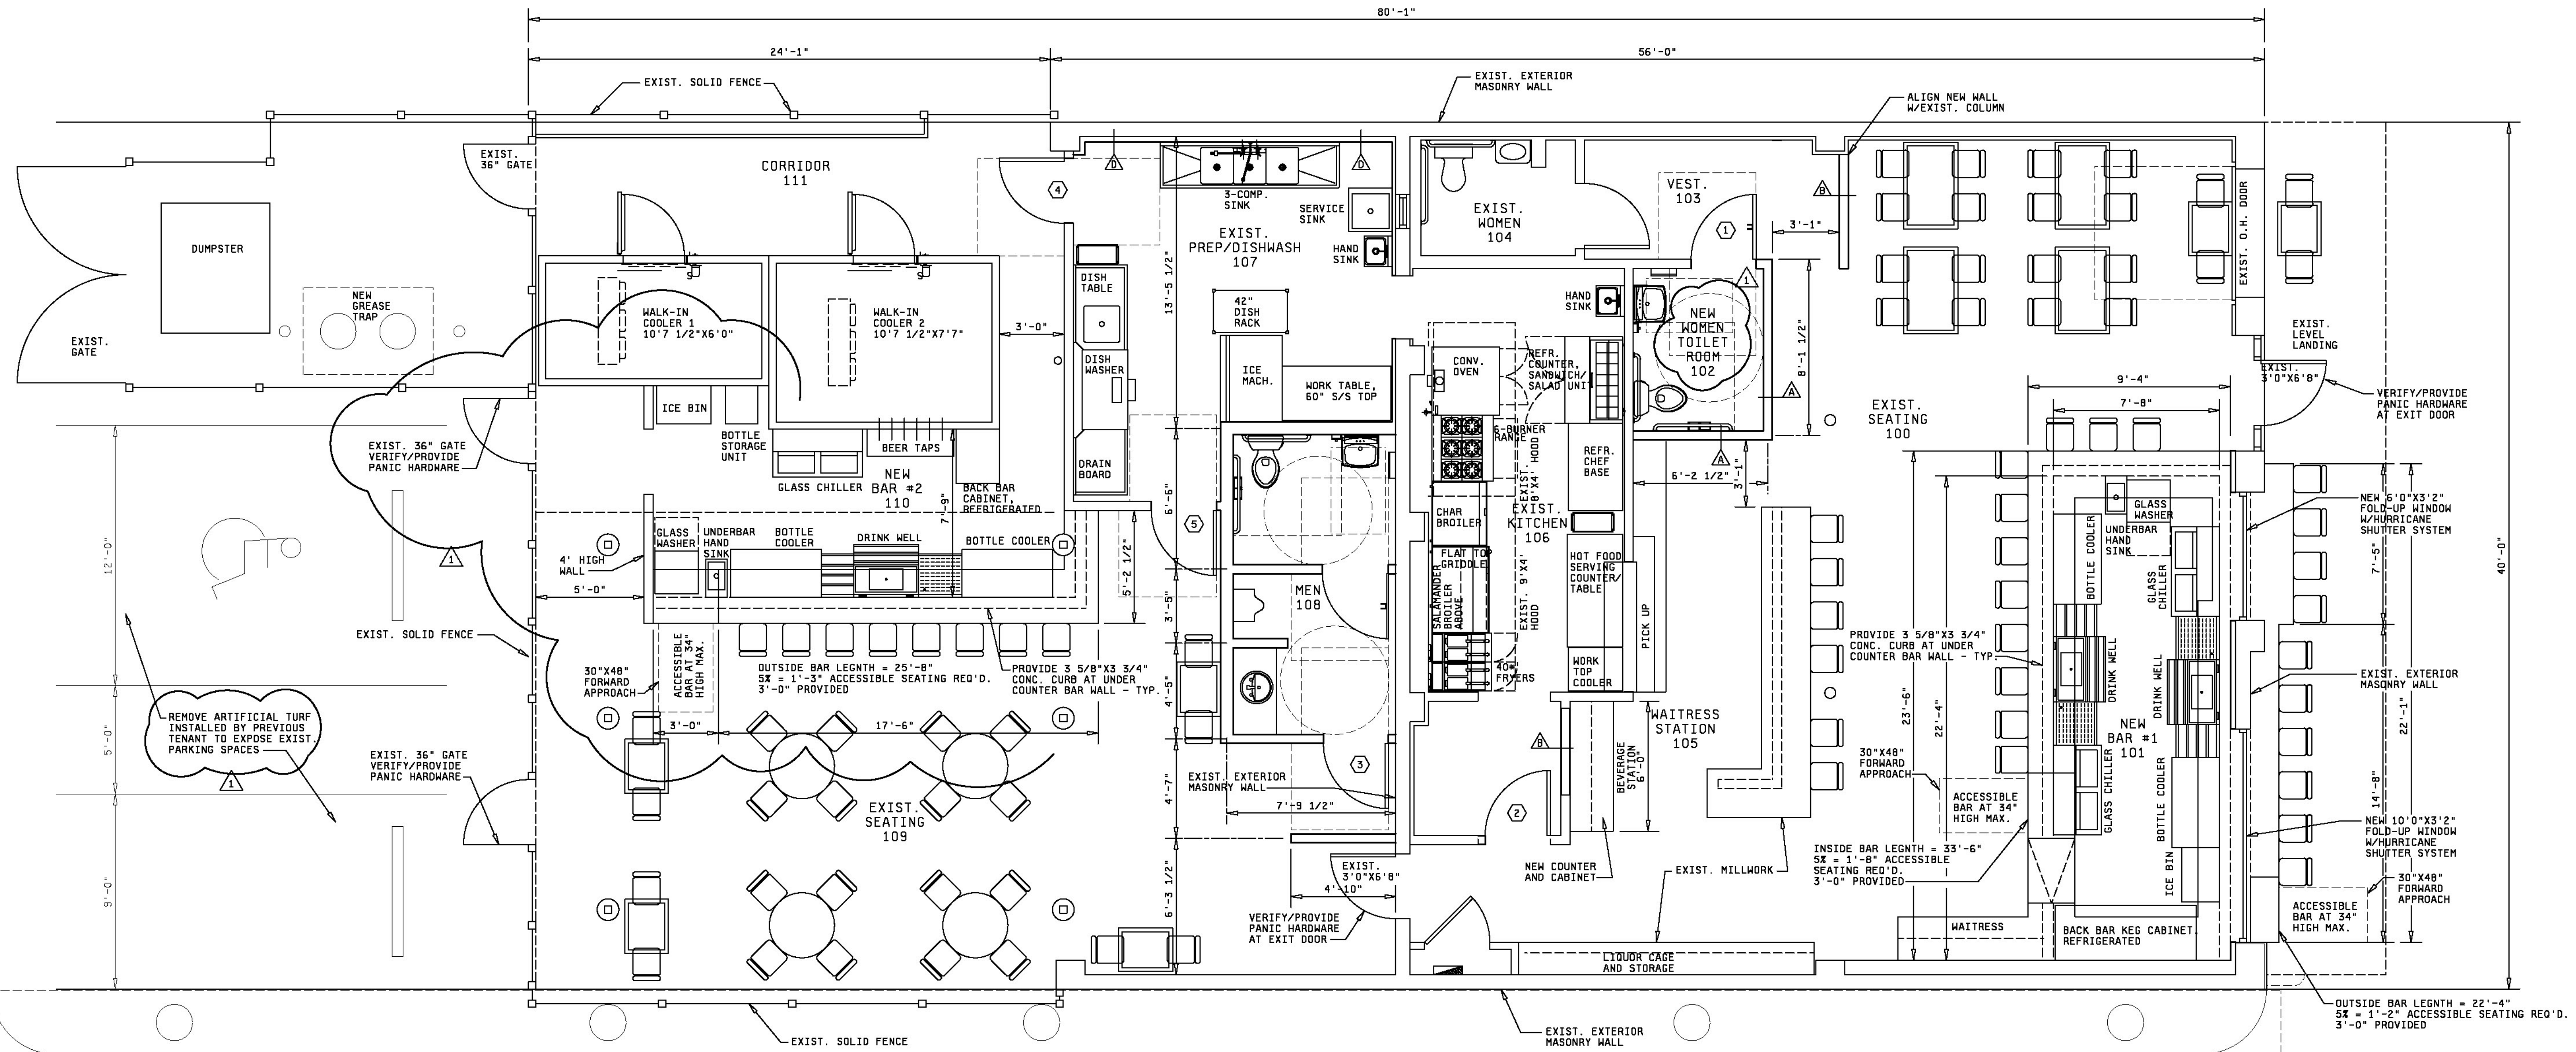 80'-1"
24'-1"
56'-0"
EXIST. SOLID FENCE
EXIST. EXTERIOR
MASONRY WALL
ALIGN NEW WALL
W/EXIST. COLUMN
EXIST.
36" GATE
CORRIDOR
111
4
D
D
3-COMP.
SINK
SERVICE
SINK
HAND
SINK
EXIST.
PREP/DISHWASH
107
13'-5 1/2"
EXIST.
WOMEN
104
VEST.
103
1
B
3'-1"
EXIST. O.H. DOOR
DUMPSTER
NEW
GREASE
TRAP
EXIST.
GATE
S
S
WALK-IN
COOLER 1
10'7 1/2"X6'0"
WALK-IN
COOLER 2
10'7 1/2"X7'7"
3'-0"
DISH
TABLE
DISH
WASHER
DRAIN
BOARD
42"
DISH
RACK
ICE
MACH.
WORK TABLE,
60" S/S TOP
HAND
SINK
CONV.
OVEN
REFR.
COUNTER,
SANDWICH/
SALAD UNIT
1
NEW
WOMEN
TOILET
ROOM
102
8'-1 1/2"
A
A
EXIST.
LEVEL
LANDING
EXIST.
3'0"X6'8"
VERIFY/PROVIDE
PANIC HARDWARE
AT EXIT DOOR
9'-4"
7'-8"
EXIST.
SEATING
100
ICE BIN
BOTTLE
STORAGE
UNIT
BEER TAPS
GLASS CHILLER
NEW
BAR #2
110
7'-9"
BACK BAR
CABINET,
REFRIGERATED
EXIST. 36" GATE
VERIFY/PROVIDE
PANIC HARDWARE
6-BURNER
RANGE
EXIST.
8'X4' HOOD
REFR.
CHEF
BASE
6'-2 1/2"
3'-1"
6'-6"
5
CHAR
BROILER
EXIST.
KITCHEN
106
FLAT TOP
GRIDDLE
SALAMANDER
BROILER
ABOVE
EXIST. 9'X4'
HOOD
HOT FOOD
SERVING
COUNTER/
TABLE
PICK UP
WORK
TOP
COOLER
40#
FRYERS
GLASS
WASHER
UNDERBAR
HAND
SINK
BOTTLE
COOLER
DRINK WELL
BOTTLE COOLER
4' HIGH
WALL
5'-0"
5'-2 1/2"
3'-5"
MEN
108
4'-5"
12'-0"
1
EXIST. SOLID FENCE
30"X48"
FORWARD
APPROACH
ACCESSIBLE
BAR AT 34"
HIGH MAX.
OUTSIDE BAR LEGNTH = 25'-8"
5% = 1'-3" ACCESSIBLE SEATING REQ'D.
3'-0" PROVIDED
PROVIDE 3 5/8"X3 3/4"
CONC. CURB AT UNDER
COUNTER BAR WALL - TYP.
3'-0"
17'-6"
REMOVE ARTIFICIAL TURF
INSTALLED BY PREVIOUS
TENANT TO EXPOSE EXIST.
PARKING SPACES
1
5'-0"
9'-0"
EXIST. 36" GATE
VERIFY/PROVIDE
PANIC HARDWARE
EXIST.
SEATING
109
EXIST. EXTERIOR
MASONRY WALL
3
4'-7"
7'-9 1/2"
6'-3 1/2"
EXIST.
3'0"X6'8"
4'-10"
VERIFY/PROVIDE
PANIC HARDWARE
AT EXIT DOOR
WAITRESS
STATION
105
B
BEVERAGE
STATION
6'-0"
2
NEW COUNTER
AND CABINET
EXIST. MILLWORK
LIQUOR CAGE
AND STORAGE
GLASS
WASHER
UNDERBAR
HAND
SINK
BOTTLE COOLER
GLASS
CHILLER
DRINK WELL
DRINK WELL
NEW
BAR #1
101
GLASS CHILLER
BOTTLE COOLER
ICE BIN
PROVIDE 3 5/8"X3 3/4"
CONC. CURB AT UNDER
COUNTER BAR WALL - TYP.
23'-6"
22'-4"
30"X48"
FORWARD
APPROACH
ACCESSIBLE
BAR AT 34"
HIGH MAX.
INSIDE BAR LEGNTH = 33'-6"
5% = 1'-8" ACCESSIBLE
SEATING REQ'D.
3'-0" PROVIDED
WAITRESS
BACK BAR KEG CABINET,
REFRIGERATED
NEW 6'0"X3'2"
FOLD-UP WINDOW
W/HURRICANE
SHUTTER SYSTEM
7'-5"
40'-0"
EXIST. EXTERIOR
MASONRY WALL
22'-1"
14'-8"
NEW 10'0"X3'2"
FOLD-UP WINDOW
W/HURRICANE
SHUTTER SYSTEM
30"X48"
FORWARD
APPROACH
ACCESSIBLE
BAR AT 34"
HIGH MAX.
OUTSIDE BAR LEGNTH = 22'-4"
5% = 1'-2" ACCESSIBLE SEATING REQ'D.
3'-0" PROVIDED
EXIST. SOLID FENCE
EXIST. EXTERIOR
MASONRY WALL